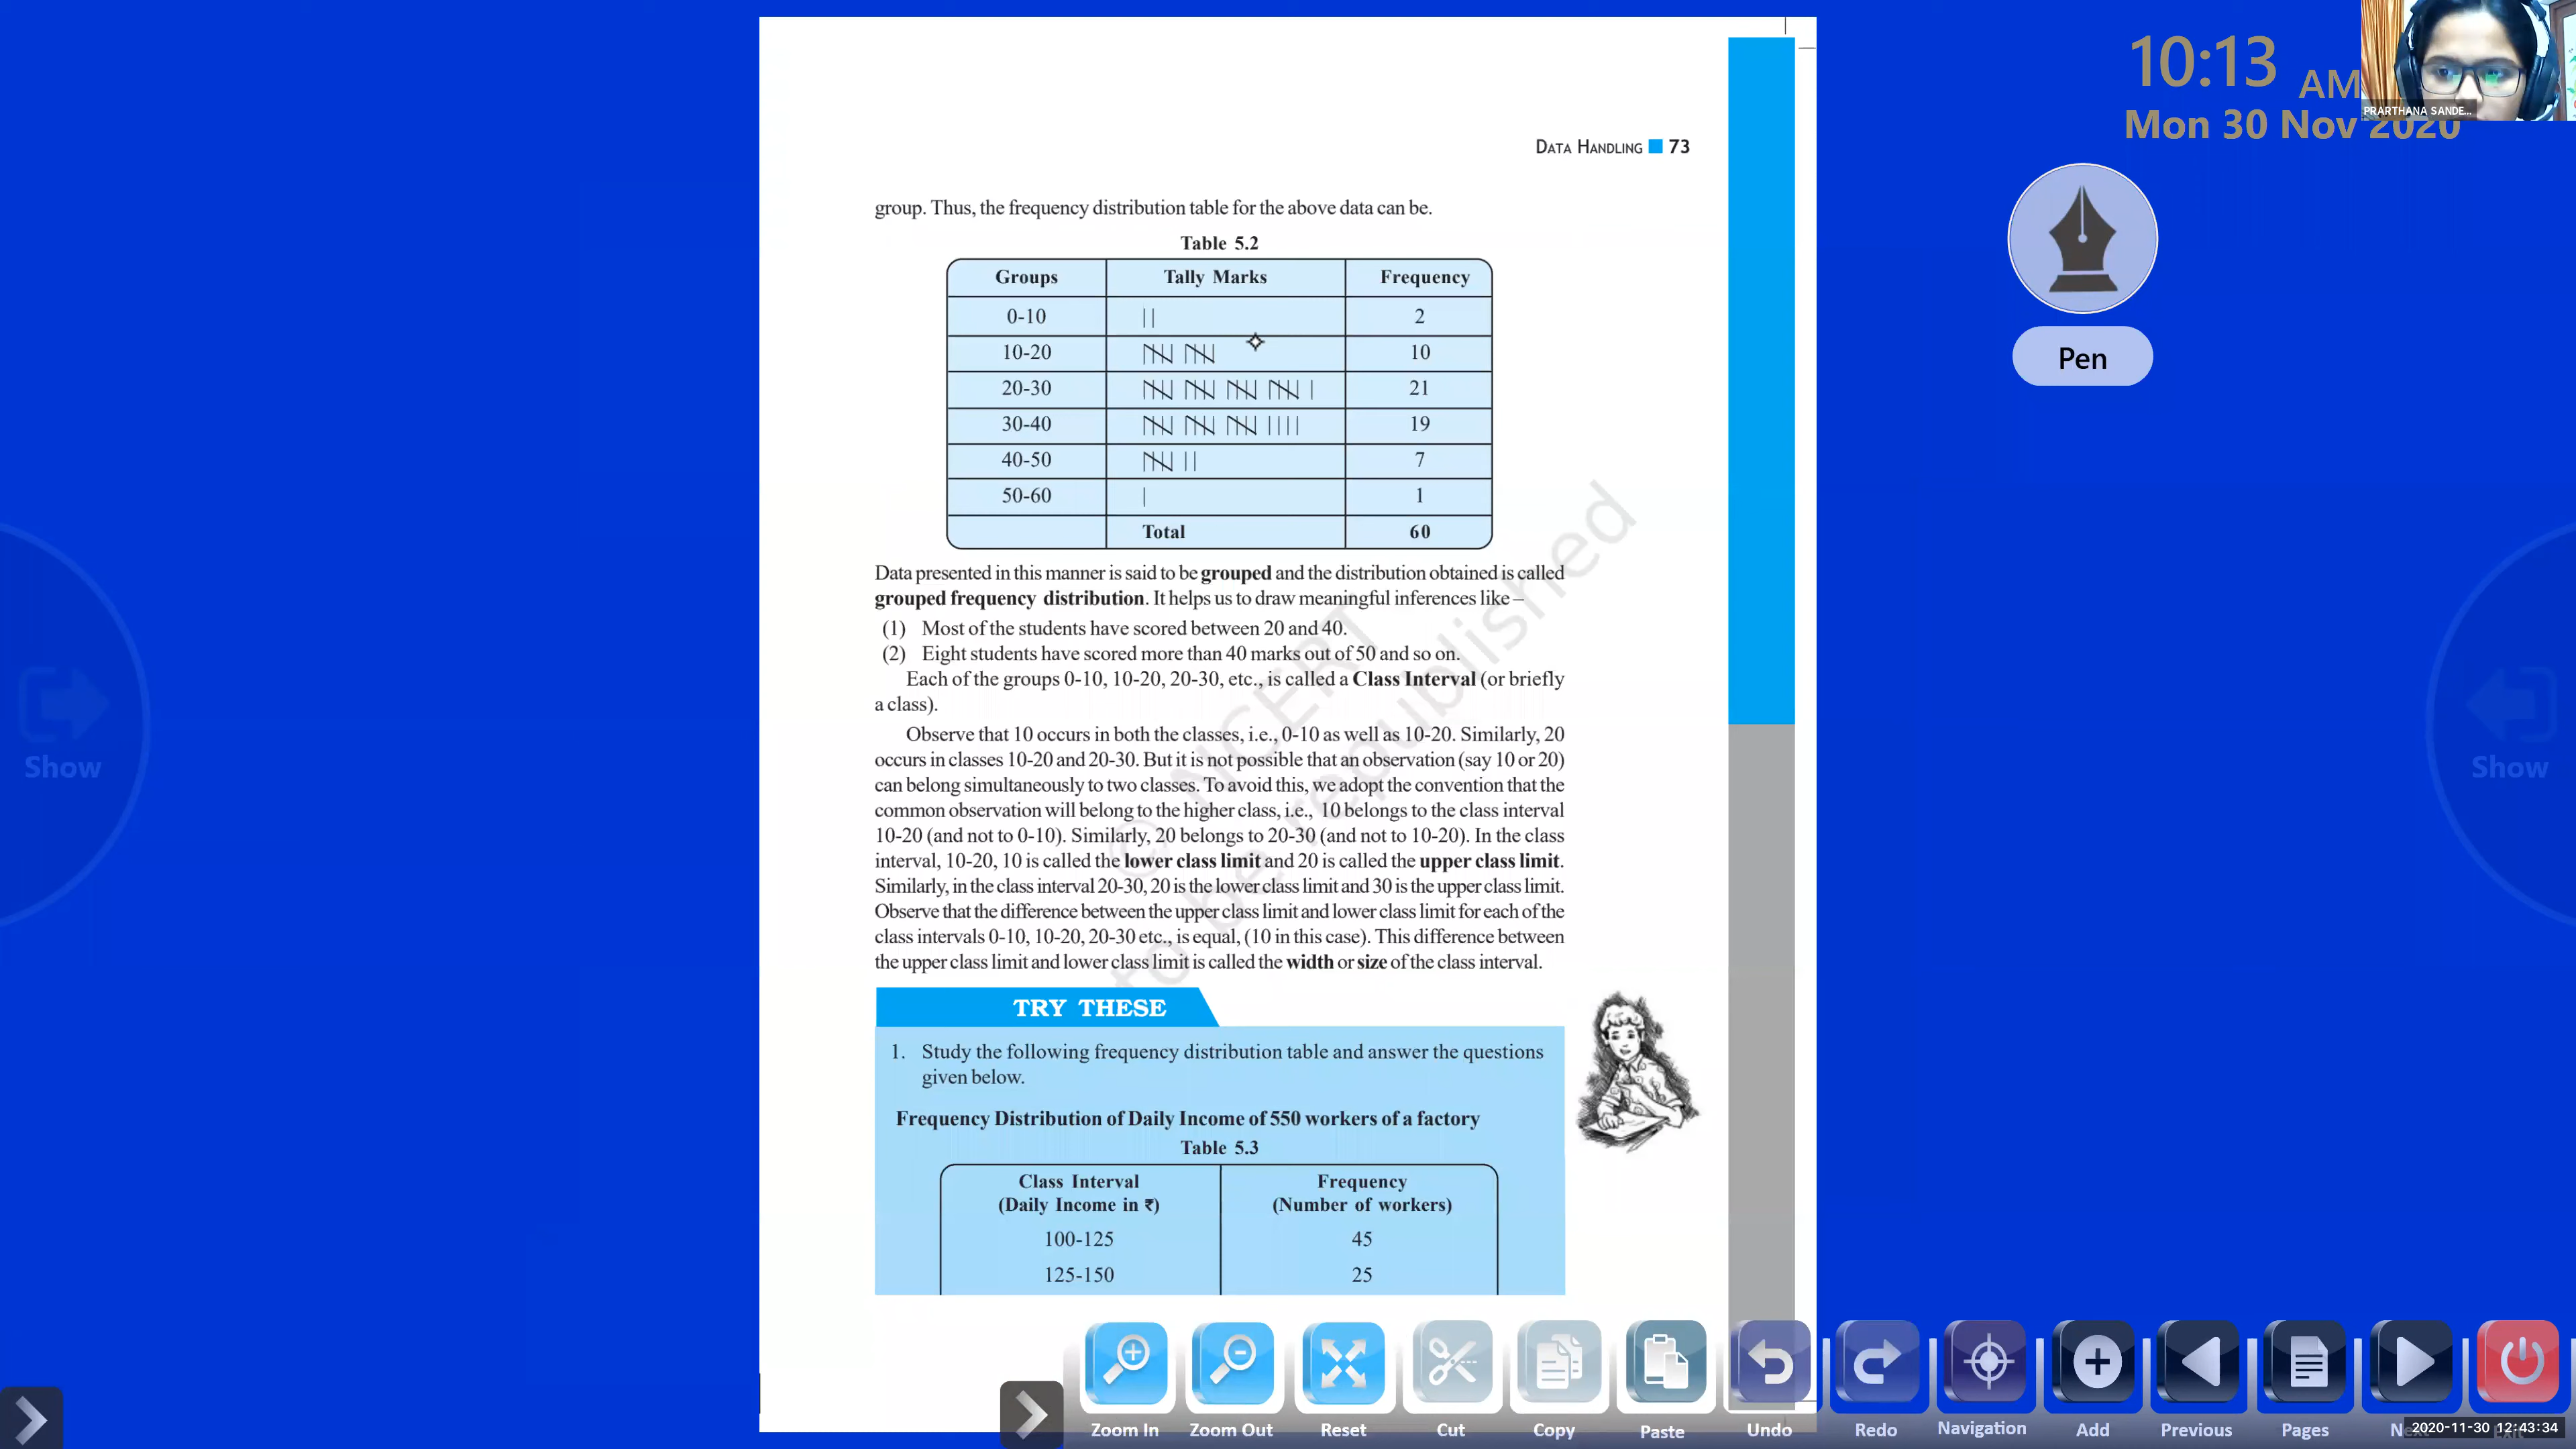 10:13 AM
Mon 30 Nov 2020
PRARTHANA SANDE...
Pen
DATA HANDLING 73
group. Thus, the frequency distribution table for the above data can be.
Table 5.2
Groups Tally Marks Frequency
0-10 2
10-20 10
20-30 21
30-40 19
40-50 7
50-60 1
Total 60
Data presented in this manner is said to be grouped and the distribution obtained is called
grouped frequency distribution. It helps us to draw meaningful inferences like –
(1) Most of the students have scored between 20 and 40.
(2) Eight students have scored more than 40 marks out of 50 and so on.
Each of the groups 0-10, 10-20, 20-30, etc., is called a Class Interval (or briefly
a class).
Observe that 10 occurs in both the classes, i.e., 0-10 as well as 10-20. Similarly, 20
occurs in classes 10-20 and 20-30. But it is not possible that an observation (say 10 or 20)
can belong simultaneously to two classes. To avoid this, we adopt the convention that the
common observation will belong to the higher class, i.e., 10 belongs to the class interval
10-20 (and not to 0-10). Similarly, 20 belongs to 20-30 (and not to 10-20). In the class
interval, 10-20, 10 is called the lower class limit and 20 is called the upper class limit.
Similarly, in the class interval 20-30, 20 is the lower class limit and 30 is the upper class limit.
Observe that the difference between the upper class limit and lower class limit for each of the
class intervals 0-10, 10-20, 20-30 etc., is equal, (10 in this case). This difference between
the upper class limit and lower class limit is called the width or size of the class interval.
© NCERT
to be republished
TRY THESE
1. Study the following frequency distribution table and answer the questions
given below.
Frequency Distribution of Daily Income of 550 workers of a factory
Table 5.3
Class Interval Frequency
(Daily Income in ₹) (Number of workers)
100-125 45
125-150 25
Show
Show
Zoom In Zoom Out Reset Cut Copy Paste Undo Redo Navigation Add Previous Pages
2020-11-30 12:43:34